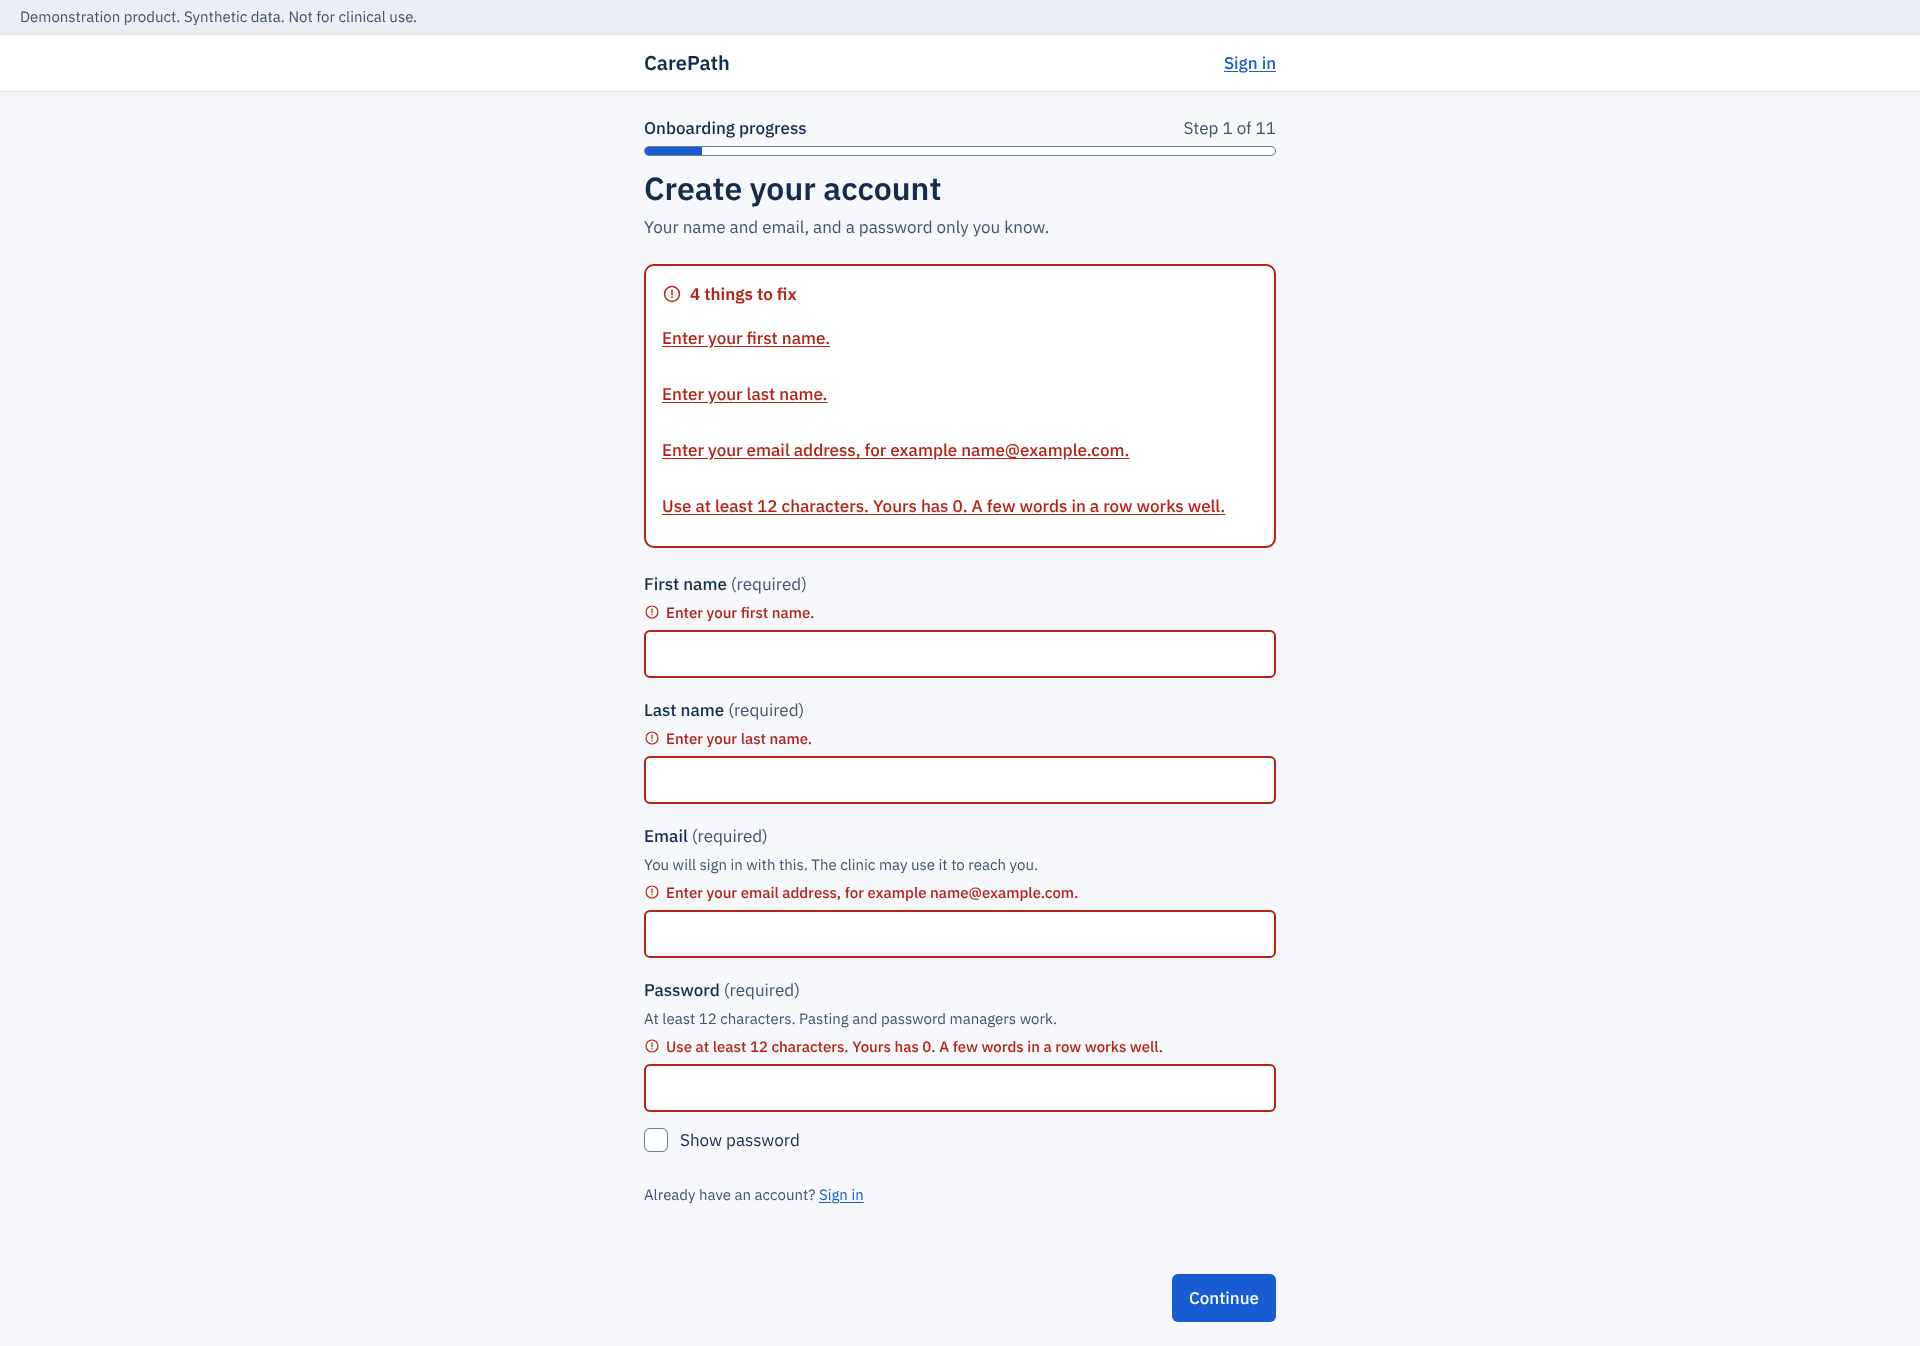 Demonstration product. Synthetic data. Not for clinical use.
CarePath
Sign in
Onboarding progress
Step 1 of 11
Create your account
Your name and email, and a password only you know.
4 things to fix
Enter your first name.
Enter your last name.
Enter your email address, for example name@example.com.
Use at least 12 characters. Yours has 0. A few words in a row works well.
First name (required)
Enter your first name.
Last name (required)
Enter your last name.
Email (required)
You will sign in with this. The clinic may use it to reach you.
Enter your email address, for example name@example.com.
Password (required)
At least 12 characters. Pasting and password managers work.
Use at least 12 characters. Yours has 0. A few words in a row works well.
Show password
Already have an account? Sign in
Continue